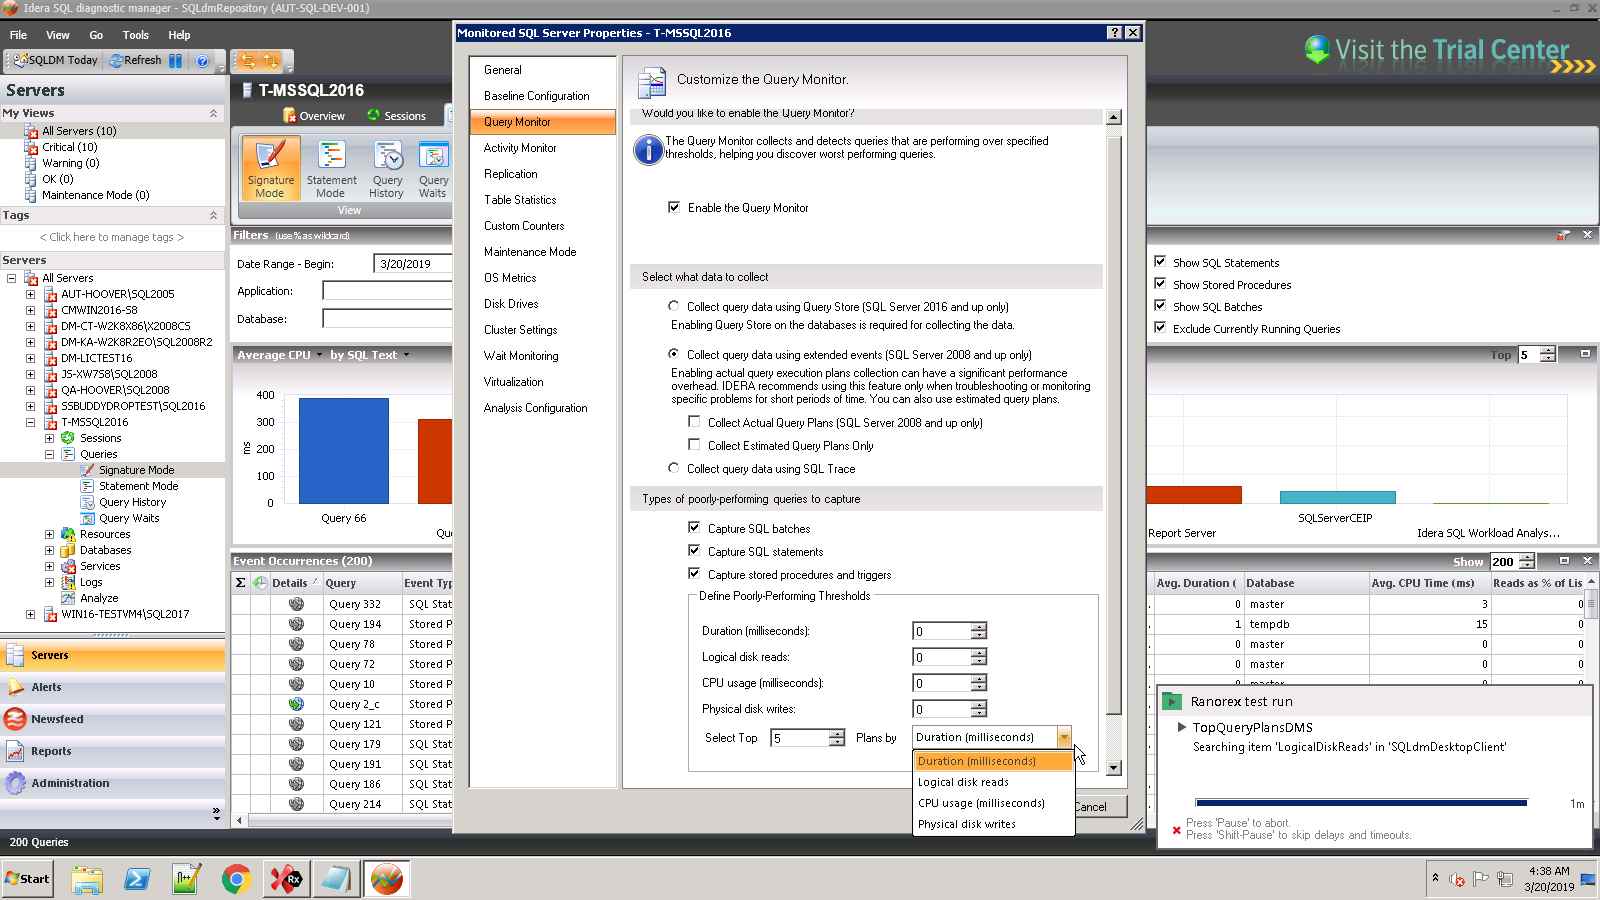 Idera SQL diagnostic manager - SQLdmRepository (AUT-SQL-DEV-001)
File View Go Tools Help
SQLDM Today Refresh
Visit the Trial Center
Servers
My Views
All Servers (10)
Critical (10)
Warning (0)
OK (0)
Maintenance Mode (0)
Tags
< Click here to manage tags >
Servers
All Servers
AUT-HOOVER\SQL2005
CMWIN2016-58
DM-CT-W2K8X86\X2008CS
DM-KA-W2K8R2EO\SQL2008R2
DM-LICTEST16
JS-XW7S8\SQL2008
QA-HOOVER\SQL2008
SSBUDDYDROPTEST\SQL2016
T-MSSQL2016
Sessions
Queries
Signature Mode
Statement Mode
Query History
Query Waits
Resources
Databases
Services
Logs
Analyze
WIN16-TESTVM4\SQL2017
Servers
Alerts
Newsfeed
Reports
Administration
200 Queries
T-MSSQL2016
Overview Sessions
Signature Mode
Statement Mode
Query History
Query Waits
View
Filters (use % as wildcard)
Date Range - Begin: 3/20/2019
Application:
Database:
Average CPU by SQL Text
400
300
200
100
0
ms
Query 66
Event Occurrences (200)
Σ Details Query Event Typ
Query 332 SQL Stat
Query 194 Stored P
Query 78 Stored P
Query 72 Stored P
Query 10 Stored P
Query 2_c Stored P
Query 121 Stored P
Query 179 SQL Stat
Query 191 SQL Stat
Query 186 SQL Stat
Query 214 SQL Stat
Monitored SQL Server Properties - T-MSSQL2016
General
Baseline Configuration
Query Monitor
Activity Monitor
Replication
Table Statistics
Custom Counters
Maintenance Mode
OS Metrics
Disk Drives
Cluster Settings
Wait Monitoring
Virtualization
Analysis Configuration
Customize the Query Monitor.
Would you like to enable the Query Monitor?
The Query Monitor collects and detects queries that are performing over specified
thresholds, helping you discover worst performing queries.
Enable the Query Monitor
Select what data to collect
Collect query data using Query Store (SQL Server 2016 and up only)
Enabling Query Store on the databases is required for collecting the data.
Collect query data using extended events (SQL Server 2008 and up only)
Enabling actual query execution plans collection can have a significant performance
overhead. IDERA recommends using this feature only when troubleshooting or monitoring
specific problems for short periods of time. You can also use estimated query plans.
Collect Actual Query Plans (SQL Server 2008 and up only)
Collect Estimated Query Plans Only
Collect query data using SQL Trace
Types of poorly-performing queries to capture
Capture SQL batches
Capture SQL statements
Capture stored procedures and triggers
Define Poorly-Performing Thresholds
Duration (milliseconds): 0
Logical disk reads: 0
CPU usage (milliseconds): 0
Physical disk writes: 0
Select Top 5 Plans by Duration (milliseconds)
Duration (milliseconds)
Logical disk reads
CPU usage (milliseconds)
Physical disk writes
Cancel
Show SQL Statements
Show Stored Procedures
Show SQL Batches
Exclude Currently Running Queries
Top 5
Report Server
SQLServerCEIP
Idera SQL Workload Analys...
Show 200
Avg. Duration ( Database Avg. CPU Time (ms) Reads as % of Lis
0 master 3 0
1 tempdb 15 0
0 master 0 0
0 master 0 0
Ranorex test run
TopQueryPlansDMS
Searching item 'LogicalDiskReads' in 'SQLdmDesktopClient'
1m
Press 'Pause' to abort.
Press 'Shift-Pause' to skip delays and timeouts.
Start
4:38 AM
3/20/2019